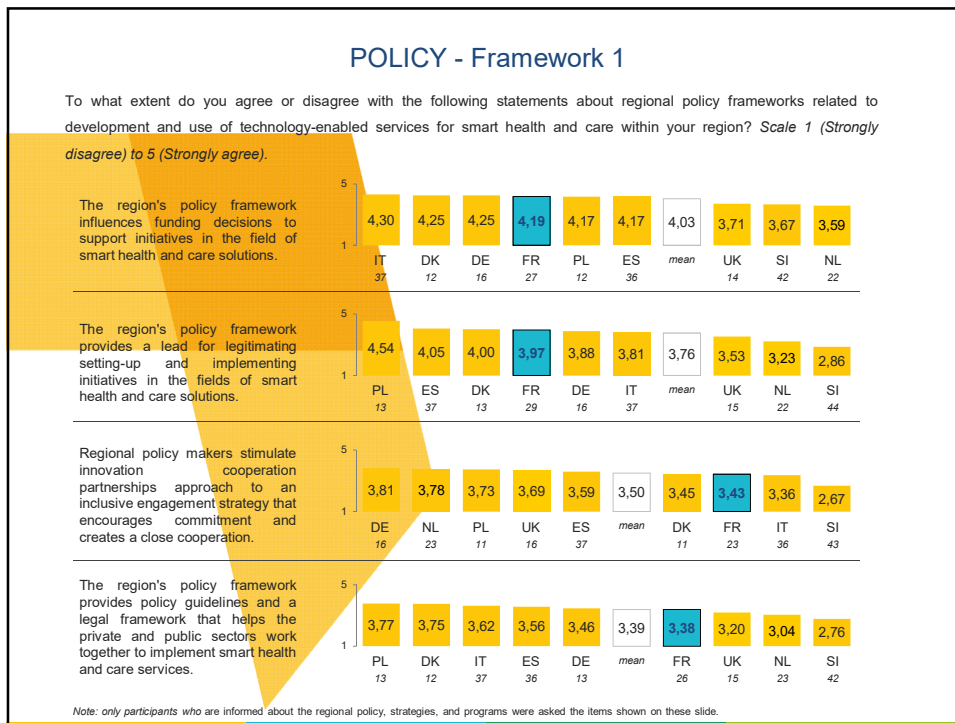 POLICY - Framework 1
To what extent do you agree or disagree with the following statements about regional policy frameworks related to
development and use of technology-enabled services for smart health and care within your region? Scale 1 (Strongly
disagree) to 5 (Strongly agree).
The region's policy framework
influences funding decisions to
support initiatives in the field of
smart health and care solutions.
5
1
4,30 4,25 4,25 4,19 4,17 4,17 4,03 3,71 3,67 3,59
IT DK DE FR PL ES mean UK SI NL
37 12 16 27 12 36 14 42 22
The region's policy framework
provides a lead for legitimating
setting-up and implementing
initiatives in the fields of smart
health and care solutions.
5
1
4,54 4,05 4,00 3,97 3,88 3,81 3,76 3,53 3,23 2,86
PL ES DK FR DE IT mean UK NL SI
13 37 13 29 16 37 15 22 44
Regional policy makers stimulate
innovation cooperation
partnerships approach to an
inclusive engagement strategy that
encourages commitment and
creates a close cooperation.
5
1
3,81 3,78 3,73 3,69 3,59 3,50 3,45 3,43 3,36 2,67
DE NL PL UK ES mean DK FR IT SI
16 23 11 16 37 11 23 36 43
The region's policy framework
provides policy guidelines and a
legal framework that helps the
private and public sectors work
together to implement smart health
and care services.
5
1
3,77 3,75 3,62 3,56 3,46 3,39 3,38 3,20 3,04 2,76
PL DK IT ES DE mean FR UK NL SI
13 12 37 36 13 26 15 23 42
Note: only participants who are informed about the regional policy, strategies, and programs were asked the items shown on these slide.